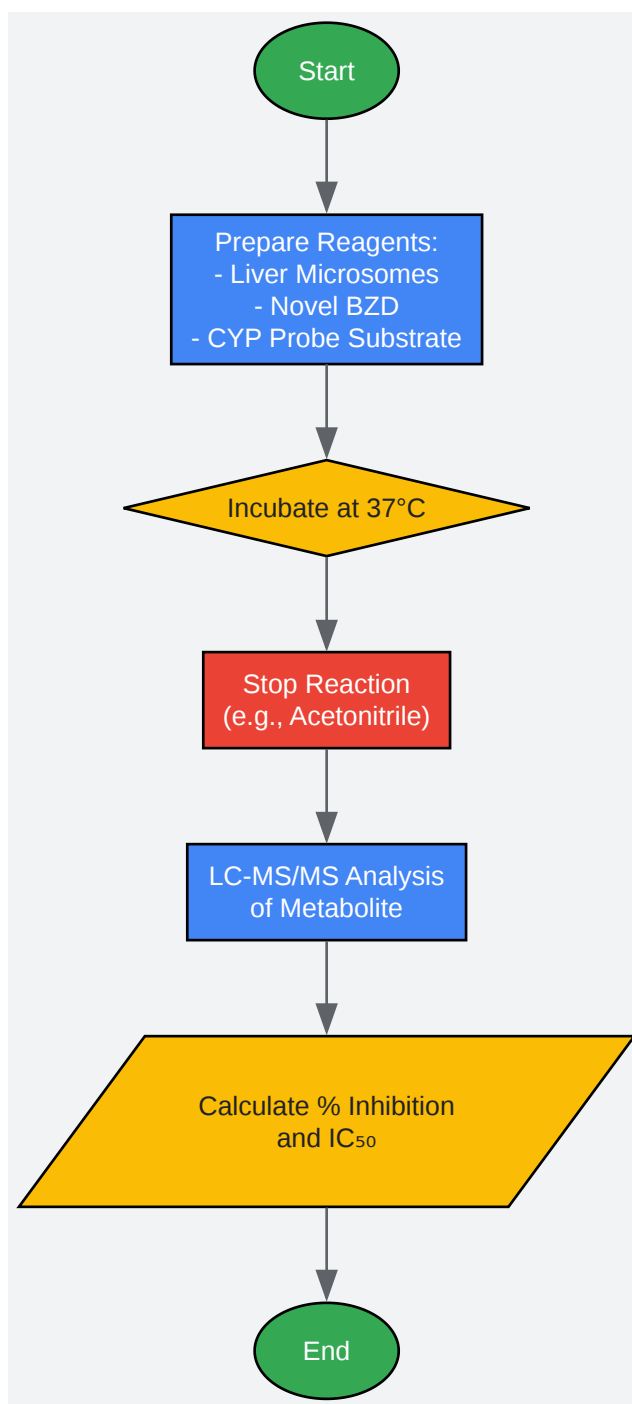 Start
Prepare Reagents:
- Liver Microsomes
- Novel BZD
- CYP Probe Substrate
Incubate at 37°C
Stop Reaction
(e.g., Acetonitrile)
LC-MS/MS Analysis
of Metabolite
Calculate % Inhibition
and IC₅₀
End